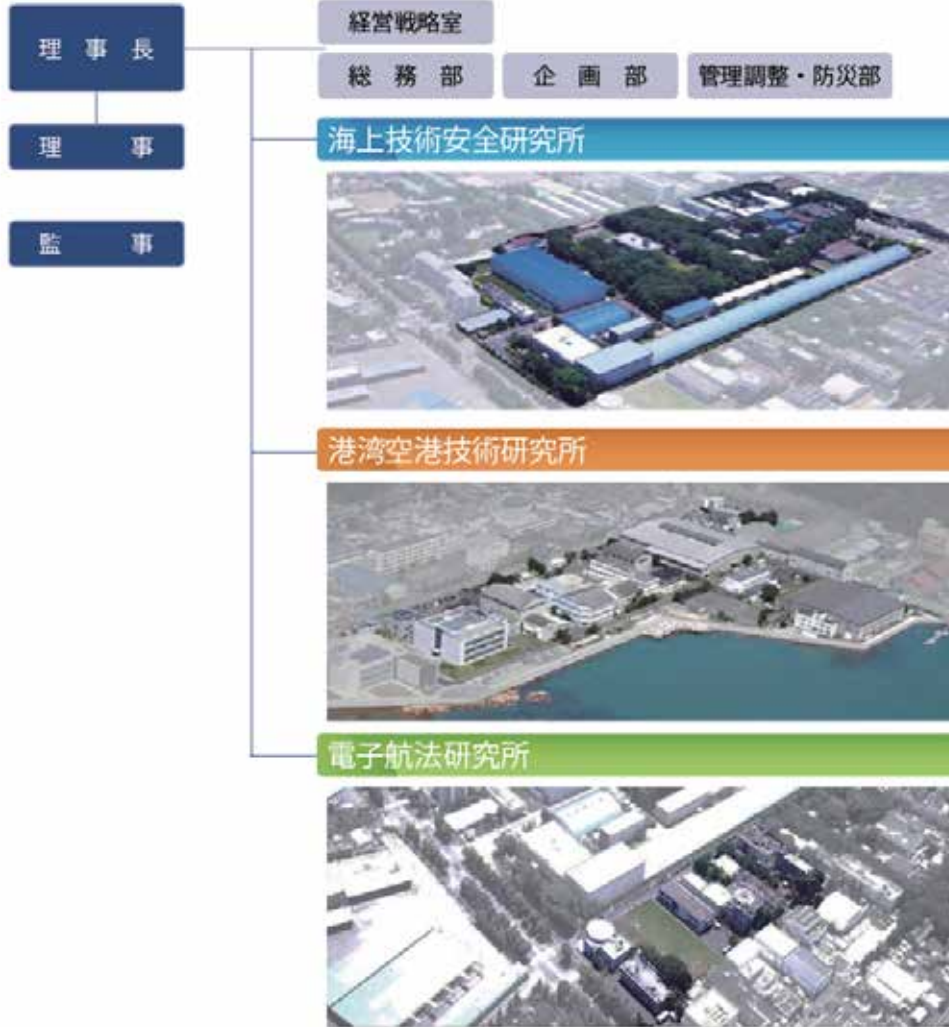 理事長
経営戦略室
総務部
企画部
管理調整・防災部
理事
監事
海上技術安全研究所
港湾空港技術研究所
電子航法研究所